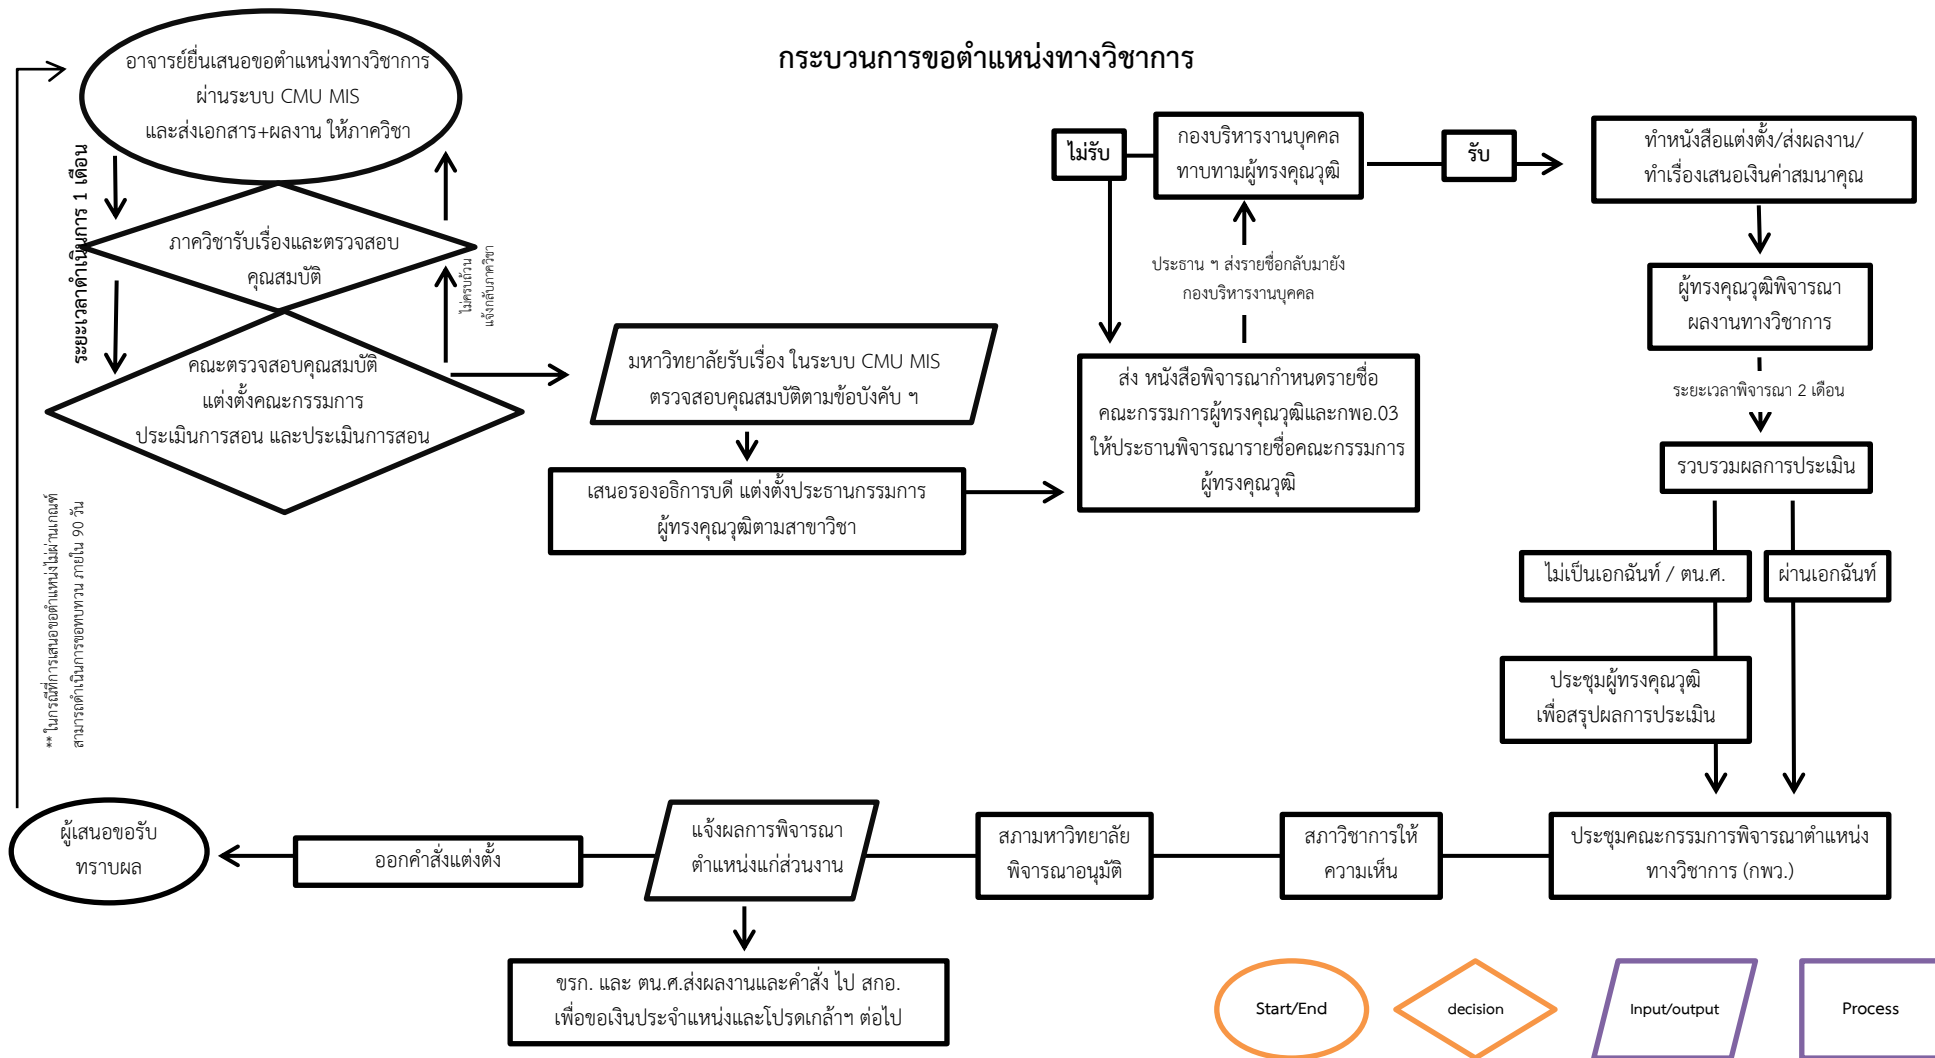 กระบวนการขอตำแหน่งทางวิชาการ
อาจารย์ยื่นเสนอขอตำแหน่งทางวิชาการ
ผ่านระบบ CMU MIS
และส่งเอกสาร+ผลงาน ให้ภาควิชา
ระยะเวลาดำเนินการ 1 เดือน
ภาควิชารับเรื่องและตรวจสอบ
คุณสมบัติ
ไม่ครบถ้วน
แจ้งกลับภาควิชา
คณะตรวจสอบคุณสมบัติ
แต่งตั้งคณะกรรมการ
ประเมินการสอน และประเมินการสอน
มหาวิทยาลัยรับเรื่อง ในระบบ CMU MIS
ตรวจสอบคุณสมบัติตามข้อบังคับ ฯ
เสนอรองอธิการบดี แต่งตั้งประธานกรรมการ
ผู้ทรงคุณวุฒิตามสาขาวิชา
ส่ง หนังสือพิจารณากำหนดรายชื่อ
คณะกรรมการผู้ทรงคุณวุฒิและกพอ.03
ให้ประธานพิจารณารายชื่อคณะกรรมการ
ผู้ทรงคุณวุฒิ
ประธาน ฯ ส่งรายชื่อกลับมายัง
กองบริหารงานบุคคล
กองบริหารงานบุคคล
ทาบทามผู้ทรงคุณวุฒิ
ไม่รับ
รับ
ทำหนังสือแต่งตั้ง/ส่งผลงาน/
ทำเรื่องเสนอเงินค่าสมนาคุณ
ผู้ทรงคุณวุฒิพิจารณา
ผลงานทางวิชาการ
ระยะเวลาพิจารณา 2 เดือน
รวบรวมผลการประเมิน
ไม่เป็นเอกฉันท์ / ตน.ศ.
ผ่านเอกฉันท์
ประชุมผู้ทรงคุณวุฒิ
เพื่อสรุปผลการประเมิน
ประชุมคณะกรรมการพิจารณาตำแหน่ง
ทางวิชาการ (กพว.)
สภาวิชาการให้
ความเห็น
สภามหาวิทยาลัย
พิจารณาอนุมัติ
แจ้งผลการพิจารณา
ตำแหน่งแก่ส่วนงาน
ออกคำสั่งแต่งตั้ง
ผู้เสนอขอรับ
ทราบผล
** ในกรณีที่การเสนอขอตำแหน่งไม่ผ่านเกณฑ์
สามารถดำเนินการขอทบทวน ภายใน 90 วัน
ขรก. และ ตน.ศ.ส่งผลงานและคำสั่ง ไป สกอ.
เพื่อขอเงินประจำแหน่งและโปรดเกล้าฯ ต่อไป
Start/End
decision
Input/output
Process